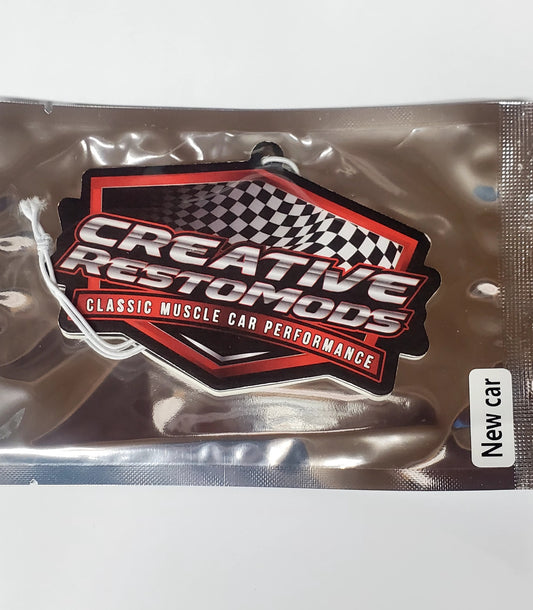 CREATIVE
RESTOMODS
CLASSIC MUSCLE CAR PERFORMANCE
New car